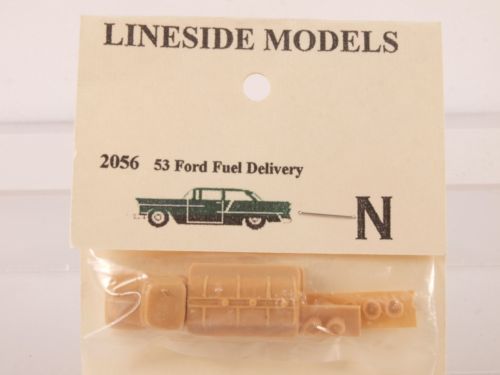 LINESIDE MODELS
2056 53 Ford Fuel Delivery
N